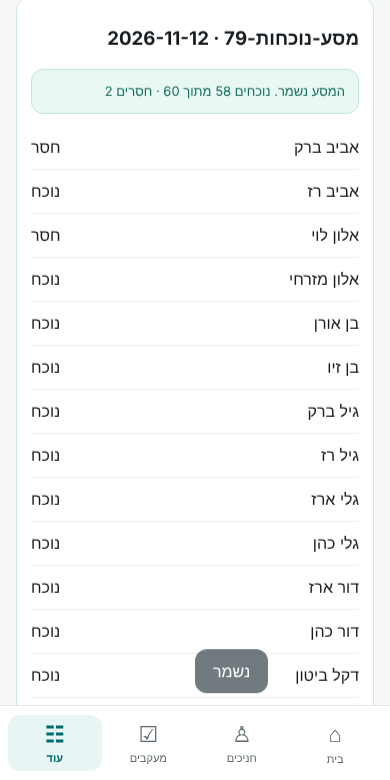 מסע-נוכחות-79 · 2026-11-12
המסע נשמר. נוכחים 58 מתוך 60 · חסרים 2
אביב ברק חסר
אביב רז נוכח
אלון לוי חסר
אלון מזרחי נוכח
בן אורן נוכח
בן זיו נוכח
גיל ברק נוכח
גיל רז נוכח
גלי ארז נוכח
גלי כהן נוכח
דור ארז נוכח
דור כהן נוכח
דקל ביטון נוכח
נשמר
בית חניכים מעקבים עוד